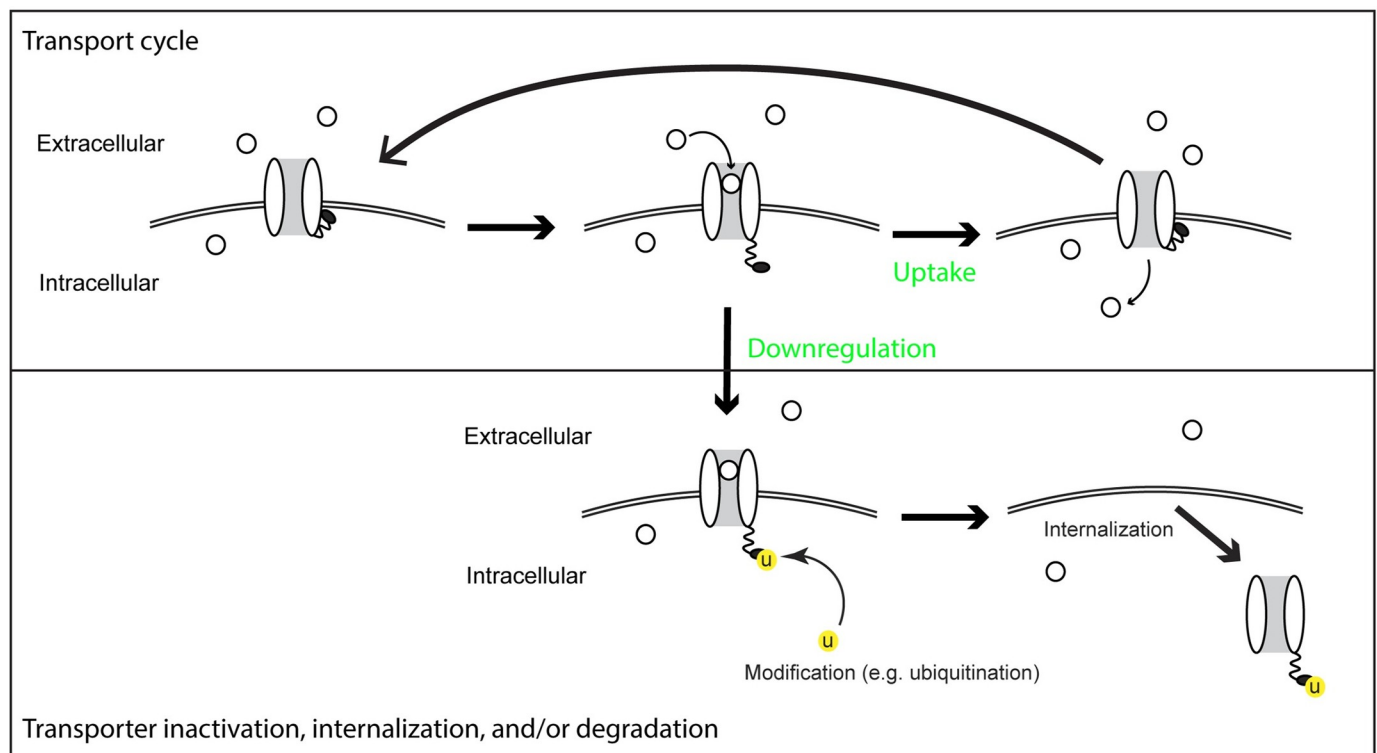 Transport cycle
Extracellular
Intracellular
Uptake
Downregulation
Extracellular
Internalization
Intracellular
u
u
Modification (e.g. ubiquitination)
u
Transporter inactivation, internalization, and/or degradation